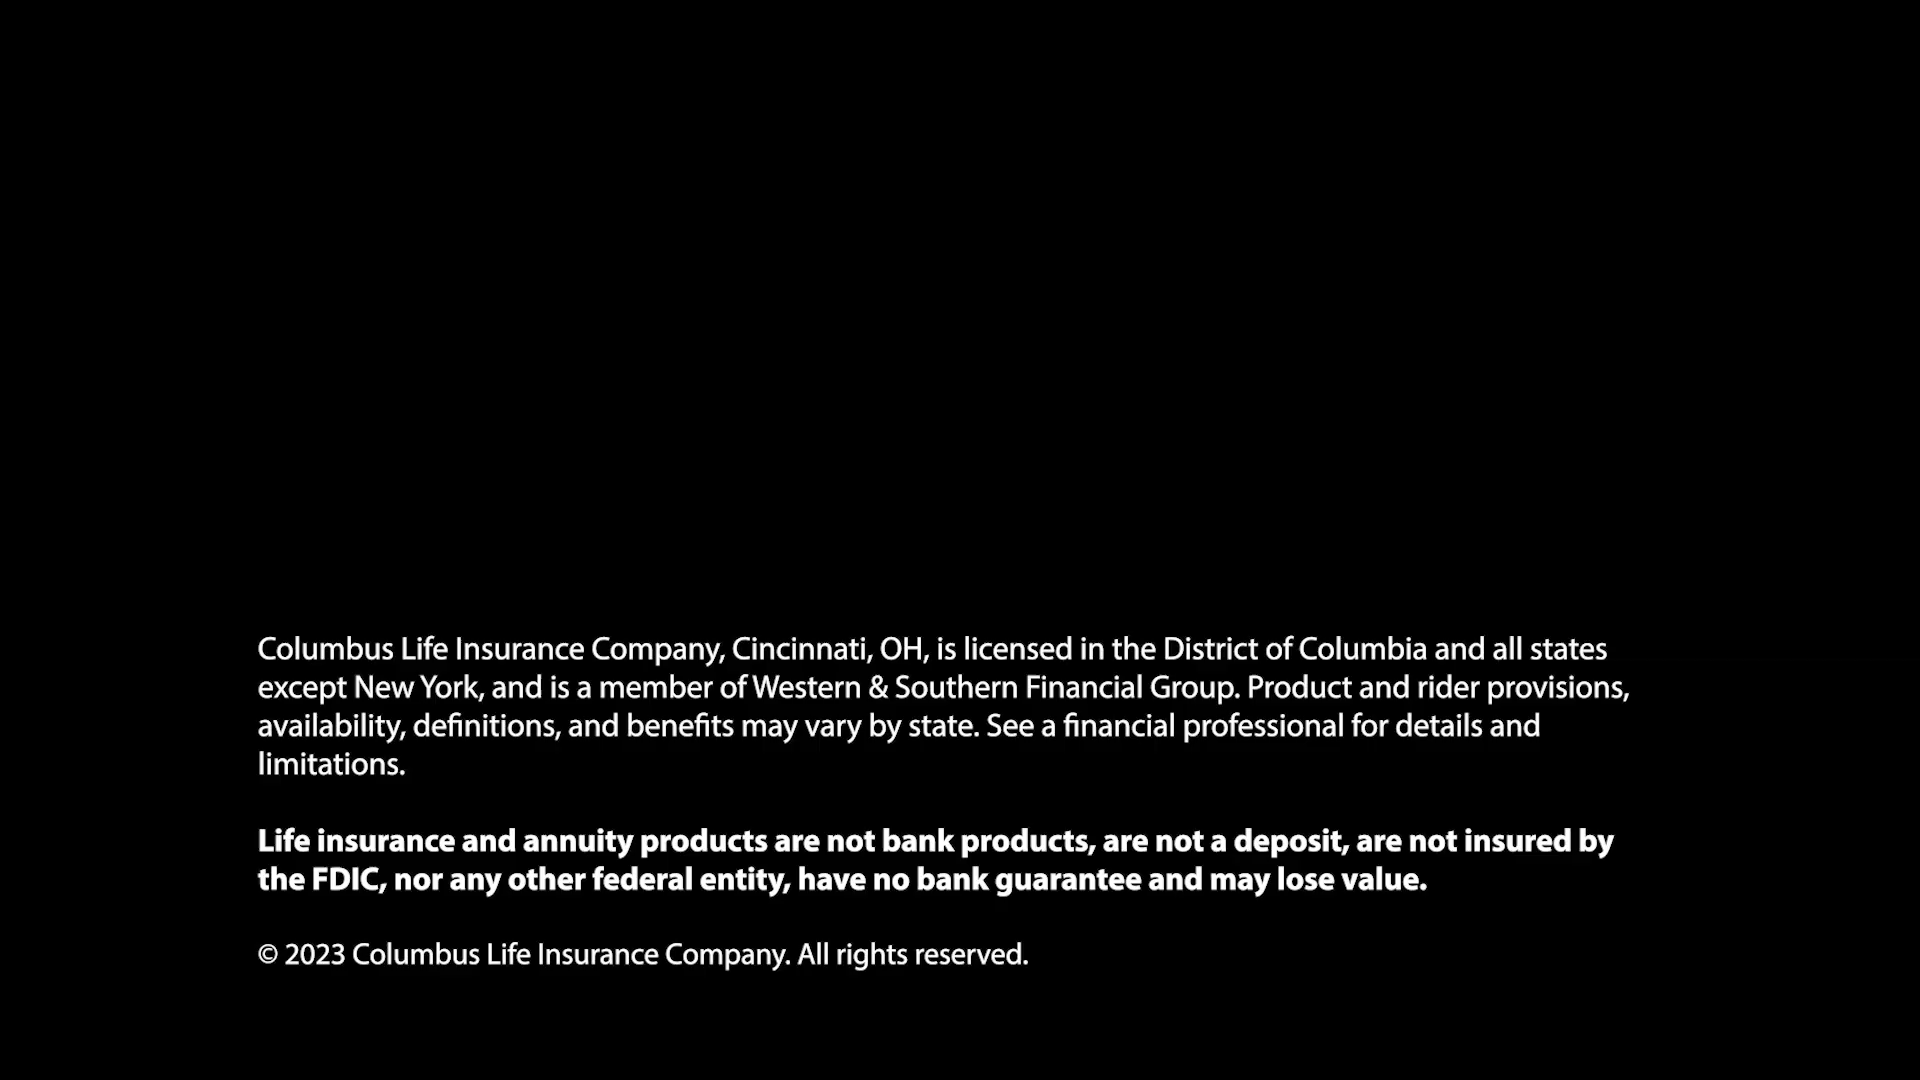 Columbus Life Insurance Company, Cincinnati, OH, is licensed in the District of Columbia and all states
except New York, and is a member of Western & Southern Financial Group. Product and rider provisions,
availability, definitions, and benefits may vary by state. See a financial professional for details and
limitations.
Life insurance and annuity products are not bank products, are not a deposit, are not insured by
the FDIC, nor any other federal entity, have no bank guarantee and may lose value.
© 2023 Columbus Life Insurance Company. All rights reserved.